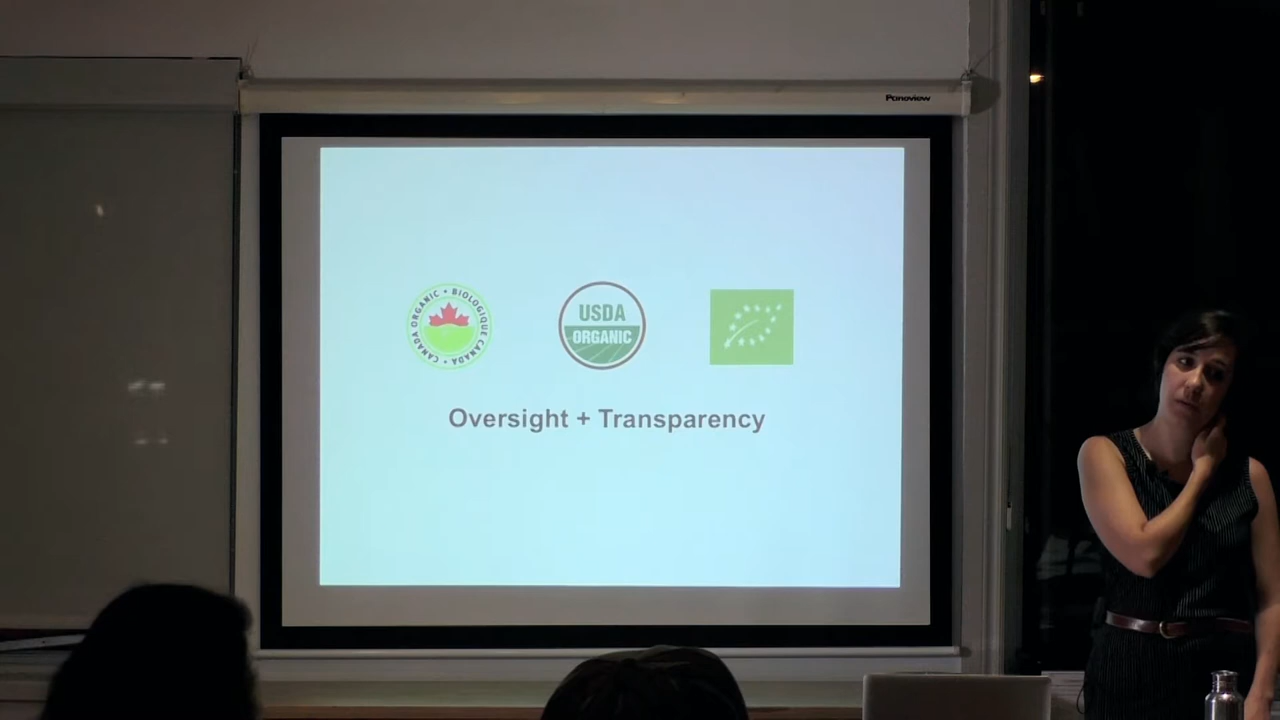 Panoview
CANADA ORGANIC • BIOLOGIQUE CANADA •
USDA
ORGANIC
Oversight + Transparency